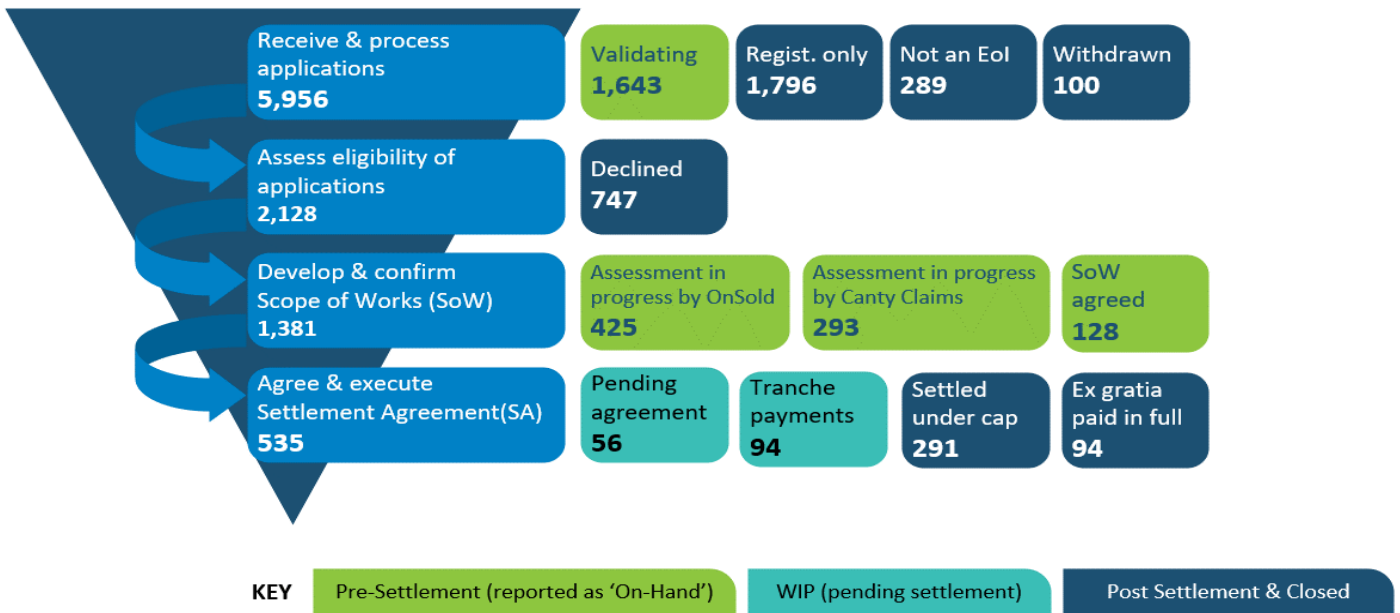 Receive & process
applications
5,956
Validating
1,643
Regist. only
1,796
Not an EoI
289
Withdrawn
100
Assess eligibility of
applications
2,128
Declined
747
Develop & confirm
Scope of Works (SoW)
1,381
Assessment in
progress by OnSold
425
Assessment in progress
by Canty Claims
293
SoW
agreed
128
Agree & execute
Settlement Agreement(SA)
535
Pending
agreement
56
Tranche
payments
94
Settled
under cap
291
Ex gratia
paid in full
94
KEY
Pre-Settlement (reported as ‘On-Hand’)
WIP (pending settlement)
Post Settlement & Closed